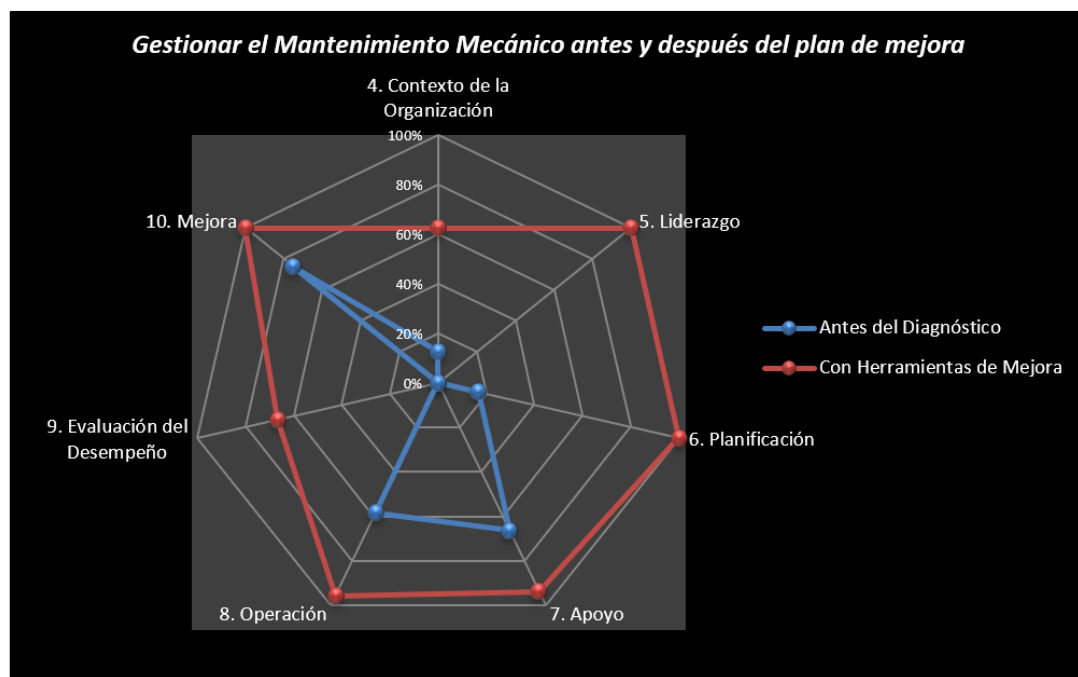 Gestionar el Mantenimiento Mecánico antes y después del plan de mejora
4. Contexto de la
Organización
100%
80%
60%
40%
20%
0%
10. Mejora
5. Liderazgo
Antes del Diagnóstico
Con Herramientas de Mejora
9. Evaluación del
Desempeño
6. Planificación
8. Operación
7. Apoyo